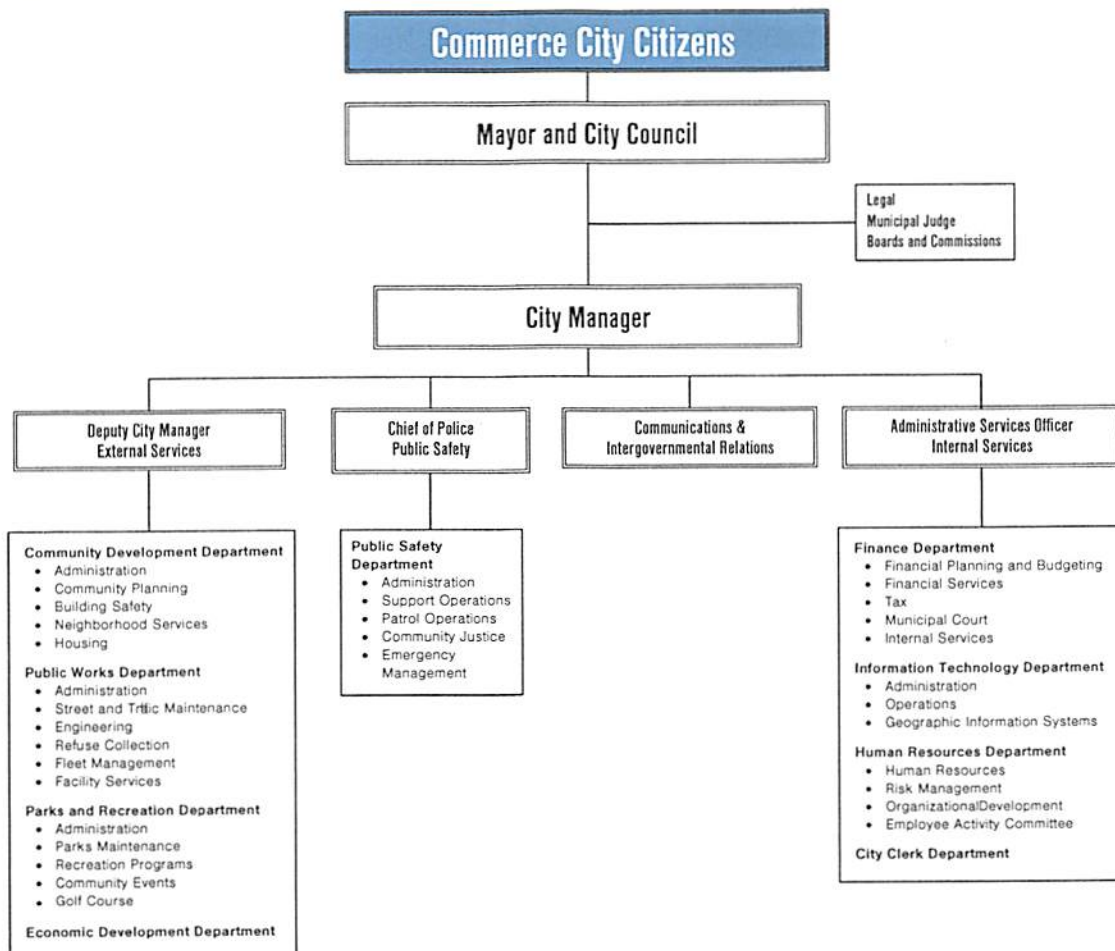 Commerce City Citizens
Mayor and City Council
Legal
Municipal Judge
Boards and Commissions
City Manager
Deputy City Manager
External Services
Chief of Police
Public Safety
Communications &
Intergovernmental Relations
Administrative Services Officer
Internal Services
Community Development Department
• Administration
• Community Planning
• Building Safety
• Neighborhood Services
• Housing
Public Works Department
• Administration
• Street and Traffic Maintenance
• Engineering
• Refuse Collection
• Fleet Management
• Facility Services
Parks and Recreation Department
• Administration
• Parks Maintenance
• Recreation Programs
• Community Events
• Golf Course
Economic Development Department
Public Safety
Department
• Administration
• Support Operations
• Patrol Operations
• Community Justice
• Emergency
Management
Finance Department
• Financial Planning and Budgeting
• Financial Services
• Tax
• Municipal Court
• Internal Services
Information Technology Department
• Administration
• Operations
• Geographic Information Systems
Human Resources Department
• Human Resources
• Risk Management
• OrganizationalDevelopment
• Employee Activity Committee
City Clerk Department